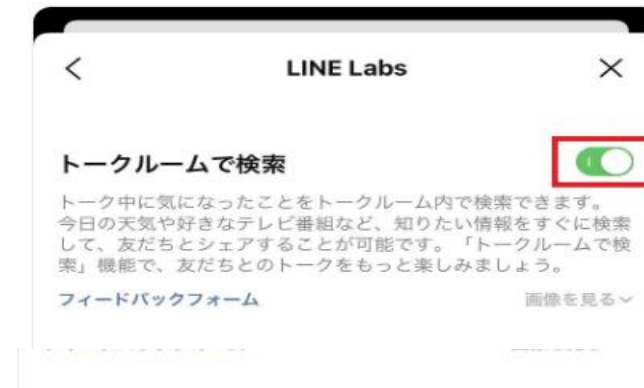 LINE Labs
トークルームで検索
トーク中に気になったことをトークルーム内で検索できます。
今日の天気や好きなテレビ番組など、知りたい情報をすぐに検索
して、友だちとシェアすることが可能です。「トークルームで検
索」機能で、友だちとのトークをもっと楽しみましょう。
フィードバックフォーム
画像を見る